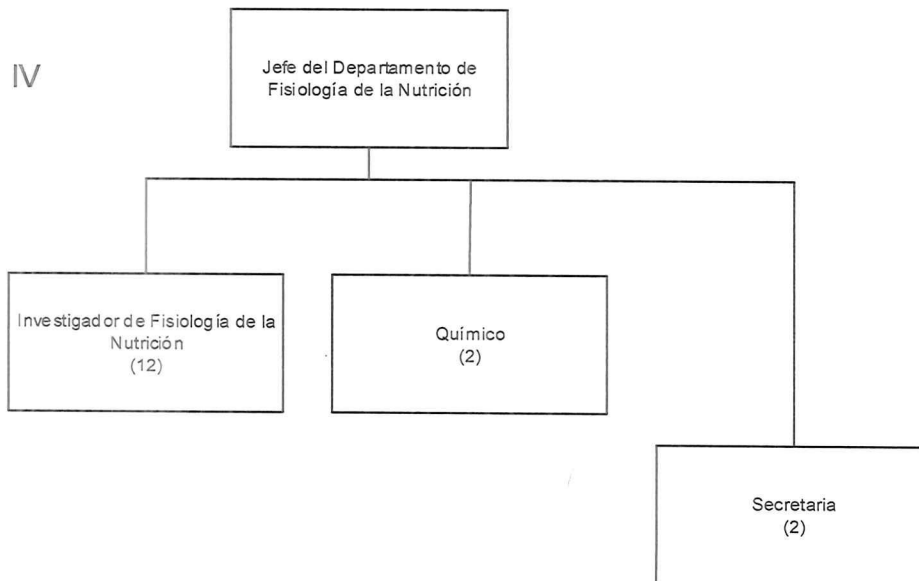 IV
Jefe del Departamento de
Fisiología de la Nutrición
Investigador de Fisiología de la
Nutrición
(12)
Químico
(2)
Secretaria
(2)